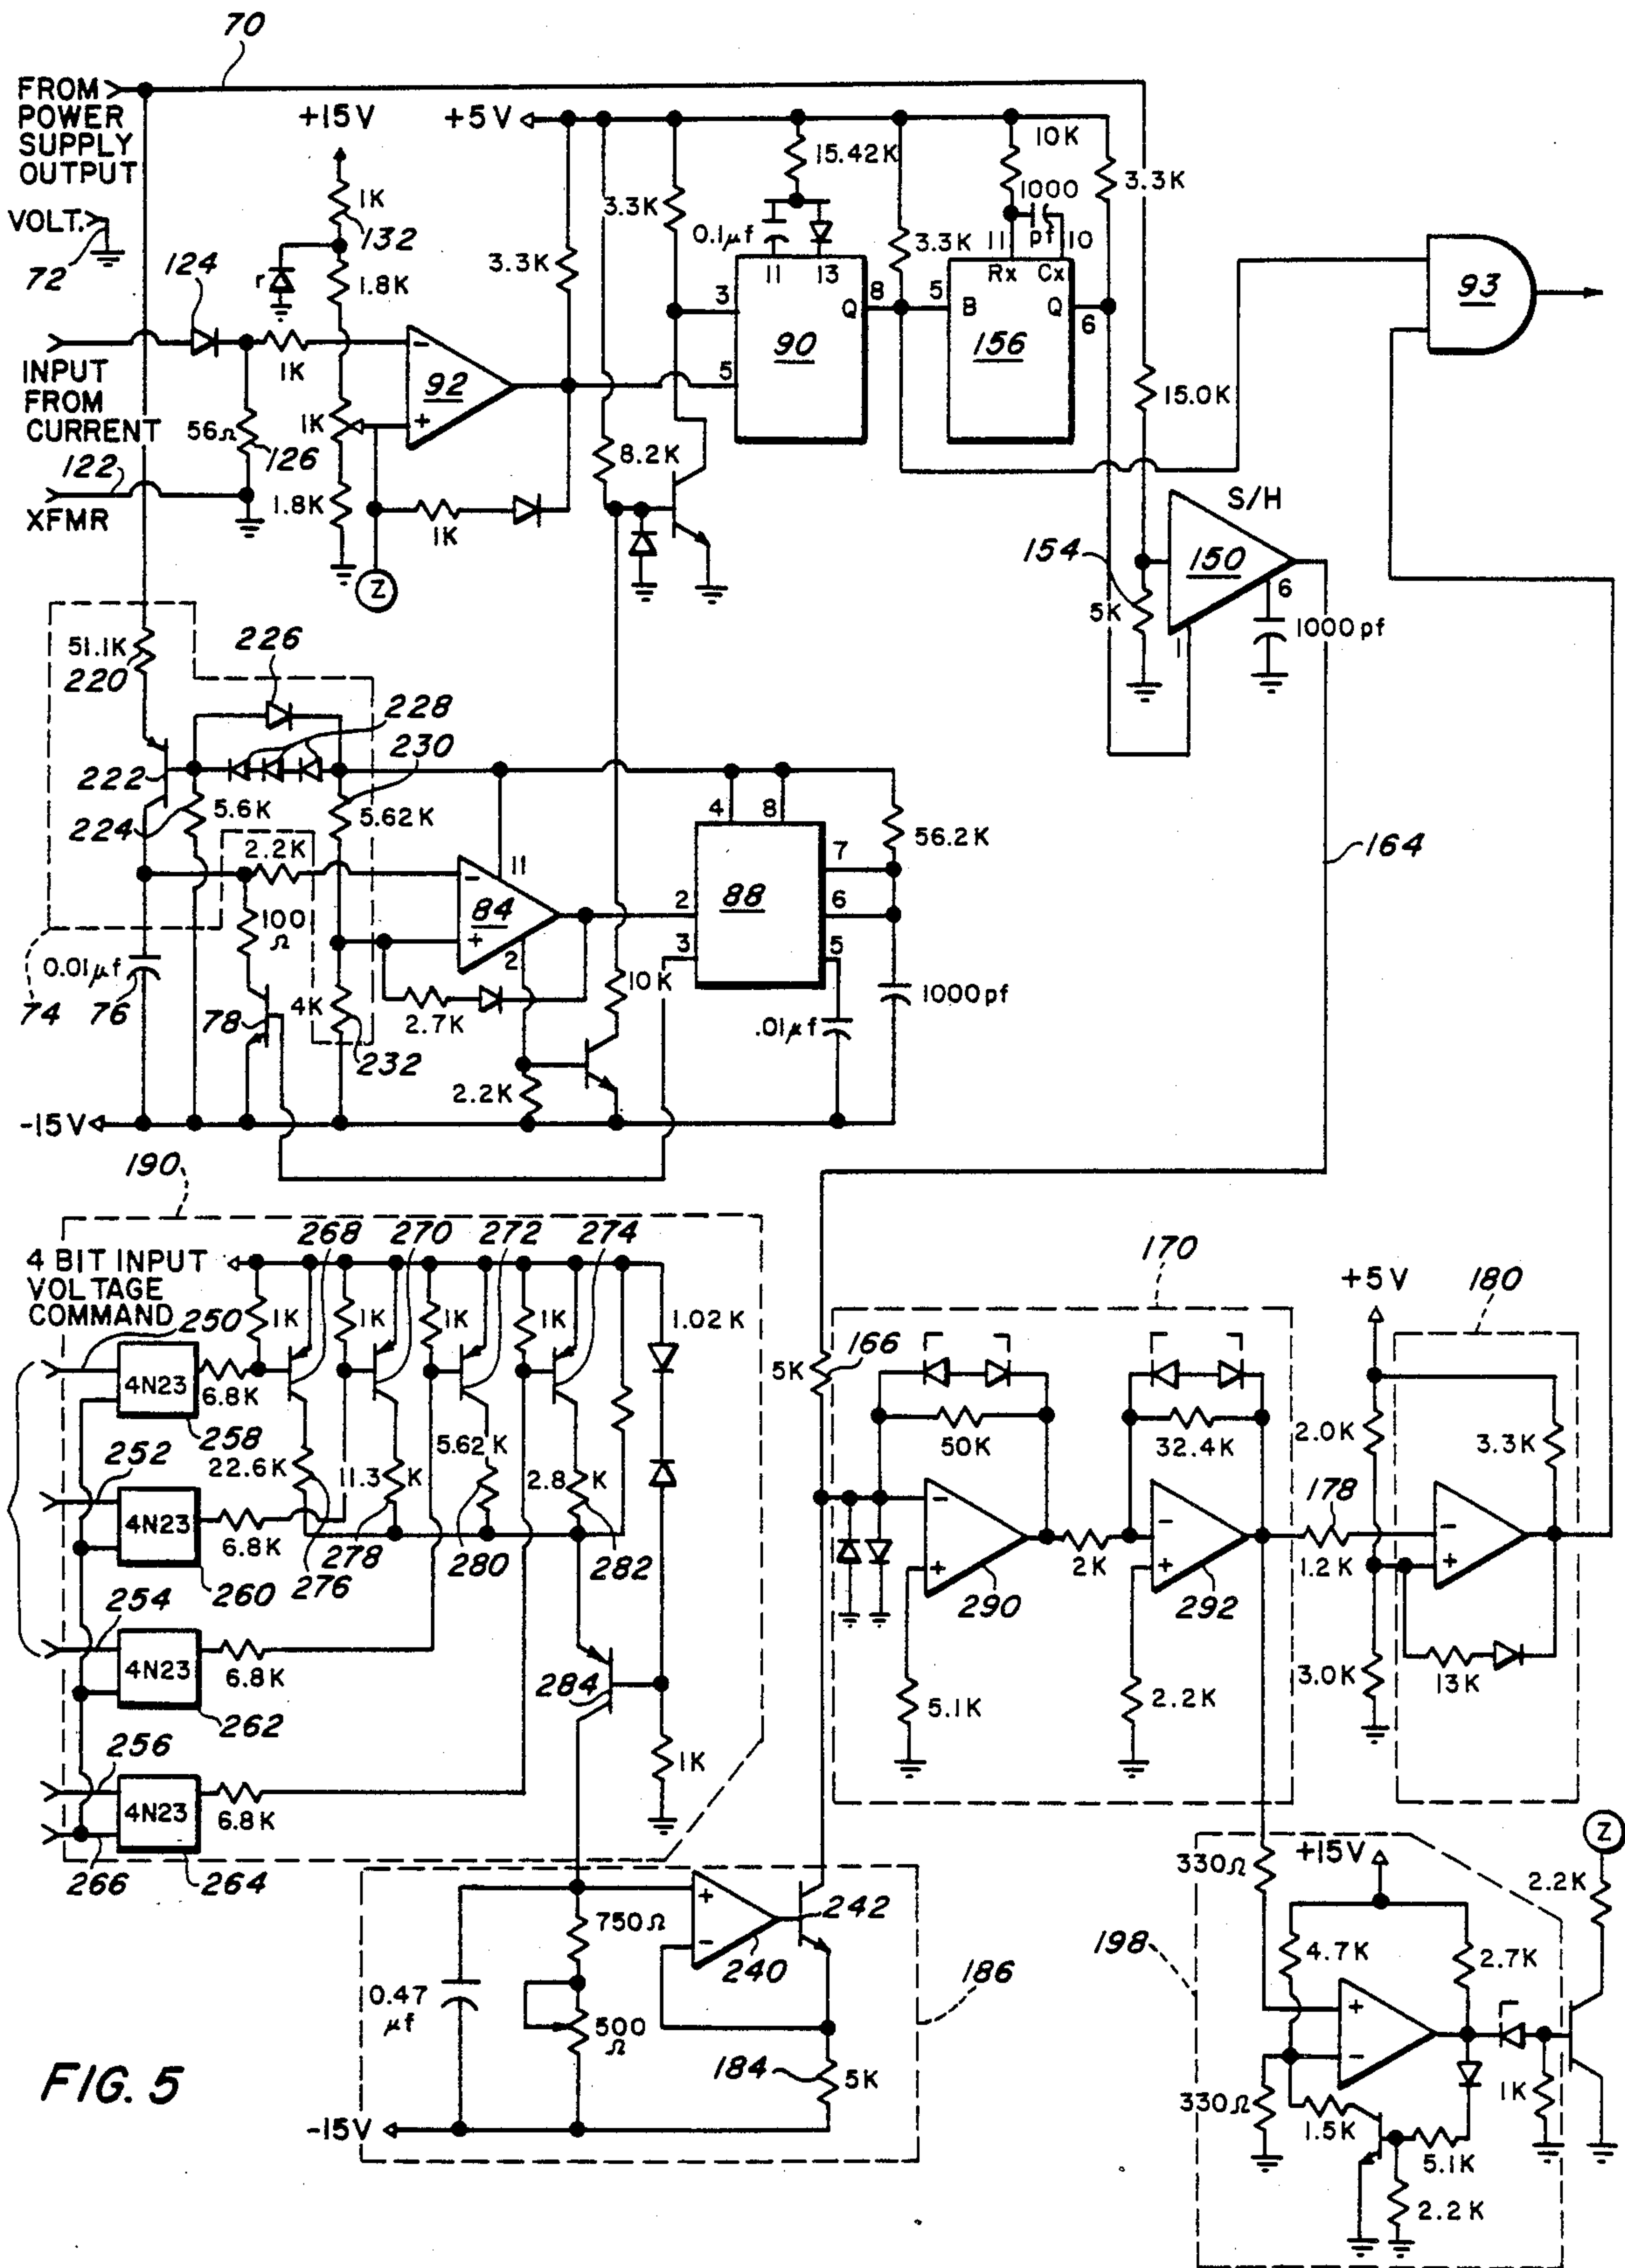 70
FROM
POWER
SUPPLY
OUTPUT
+15V
+5V
10K
15.42K
1000
pf
3.3K
1K
132
VOLT.
72
3.3K
0.1μf
11
13
3.3K
11
10
Rx
Cx
124
r
1.8K
3.3K
3
90
Q
8
5
B
156
Q
6
93
INPUT
FROM
CURRENT
1K
92
-
+
5
15.0K
56Ω
126
1K
122
XFMR
1.8K
1K
8.2K
Z
S/H
154
150
5K
6
1
1000pf
51.1K
220
226
228
230
222
224
5.6K
5.62K
4
8
56.2K
164
2.2K
11
-
84
+
2
2
88
7
6
3
5
100
Ω
0.01μf
74
76
78
4K
232
2.7K
10K
.01μf
1000pf
2.2K
-15V
190
4 BIT INPUT
VOLTAGE
COMMAND
268
270
272
274
170
+5V
180
250
1K
1K
1K
1K
1.02K
4N23
6.8K
258
5K
166
50K
32.4K
2.0K
3.3K
252
22.6K
11.3K
5.62K
2.8K
4N23
6.8K
260
276
278
280
282
-
+
290
2K
-
+
292
178
1.2K
-
+
254
4N23
6.8K
262
284
5.1K
2.2K
3.0K
13K
256
4N23
6.8K
1K
266
264
Z
330Ω
+15V
2.2K
750Ω
+
-
240
242
186
198
4.7K
2.7K
0.47
μf
500
Ω
+
-
184
5K
330Ω
1.5K
1K
5.1K
2.2K
-15V
FIG. 5